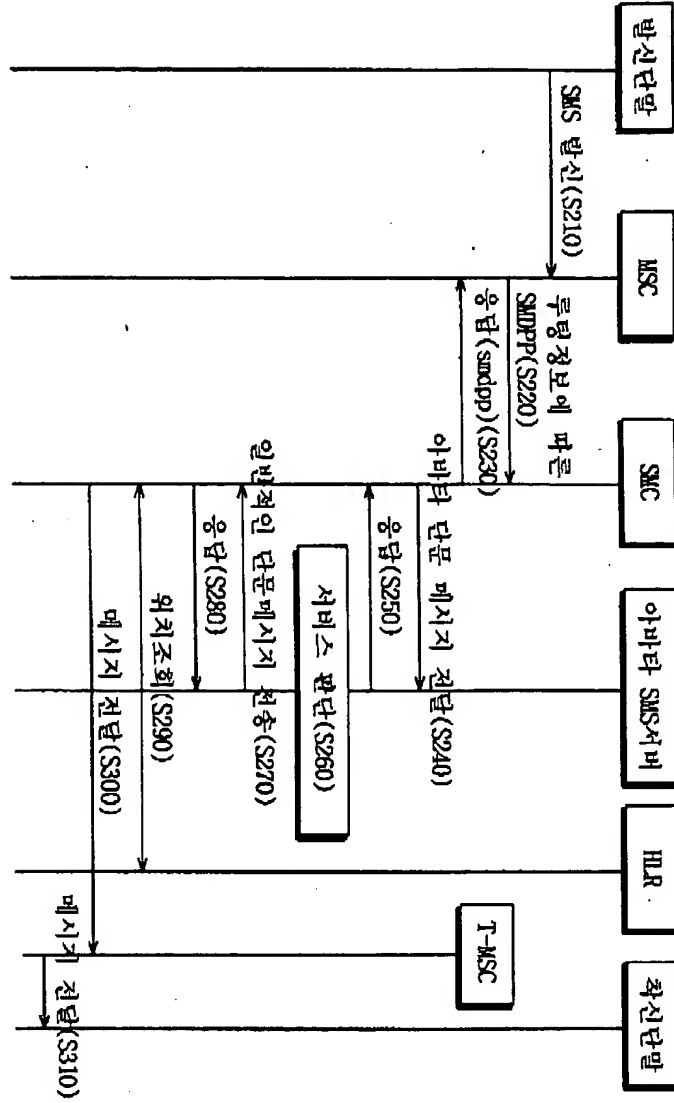 발신단말
MSC
SMC
아바타 SMS서버
HLR
착신단말
T-MSC
SMS 발신(S210)
루팅정보에 따른
SMDPP(S220)
응답(smdpp)(S230)
아바타 단문 메시지 전달(S240)
응답(S250)
서비스 판단(S260)
일반적인 단문메시지 전송(S270)
응답(S280)
위치조회(S290)
메시지 전달(S300)
메시지 전달(S310)